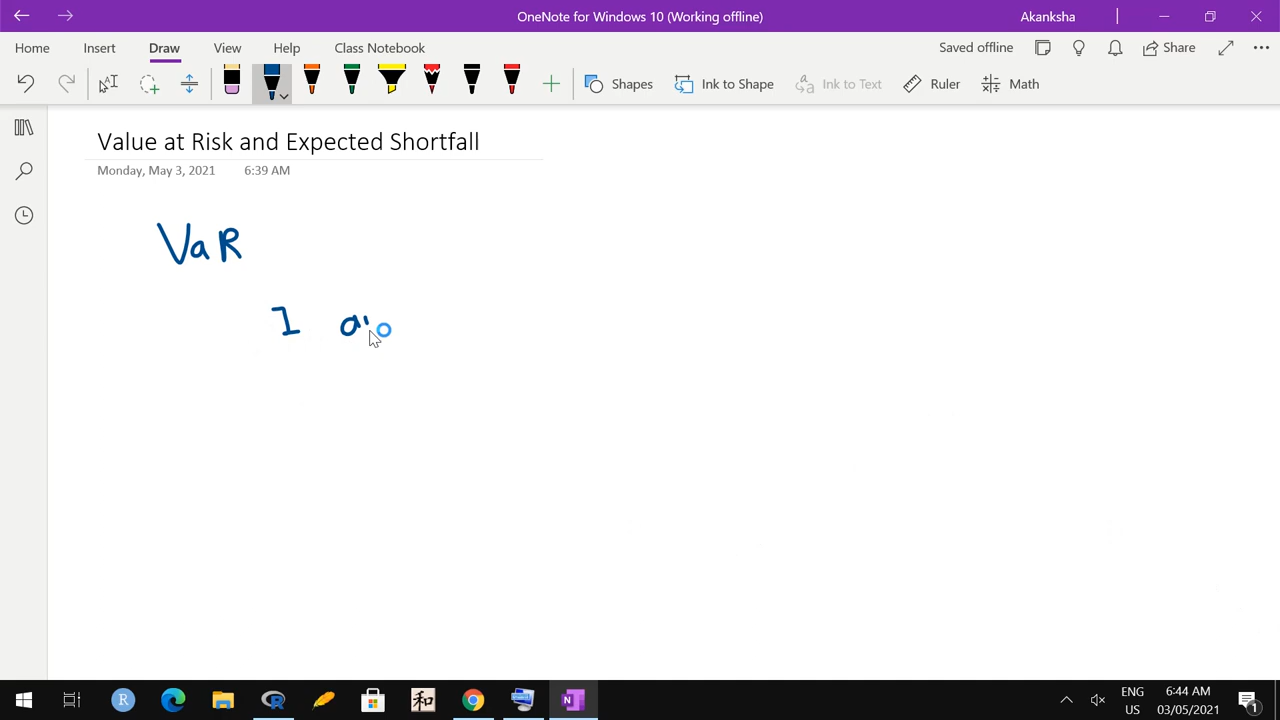 OneNote for Windows 10 (Working offline)
Akanksha
Home Insert Draw View Help Class Notebook
Saved offline
Share
Shapes
Ink to Shape
Ink to Text
Ruler
Math
Value at Risk and Expected Shortfall
Monday, May 3, 2021 6:39 AM
VaR
I
ENG
US
6:44 AM
03/05/2021
R
R
和
1